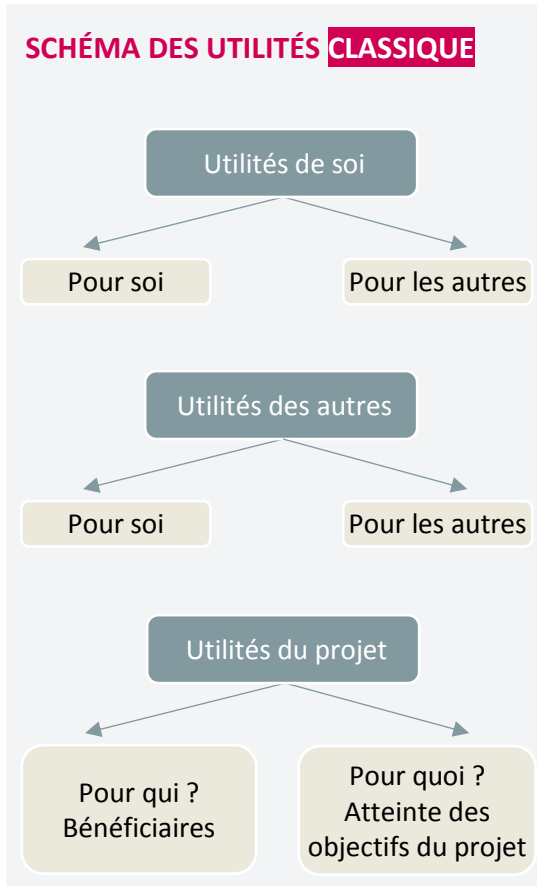 SCHÉMA DES UTILITÉS CLASSIQUE
Utilités de soi
Pour soi
Pour les autres
Utilités des autres
Pour soi
Pour les autres
Utilités du projet
Pour qui ?
Bénéficiaires
Pour quoi ?
Atteinte des
objectifs du projet